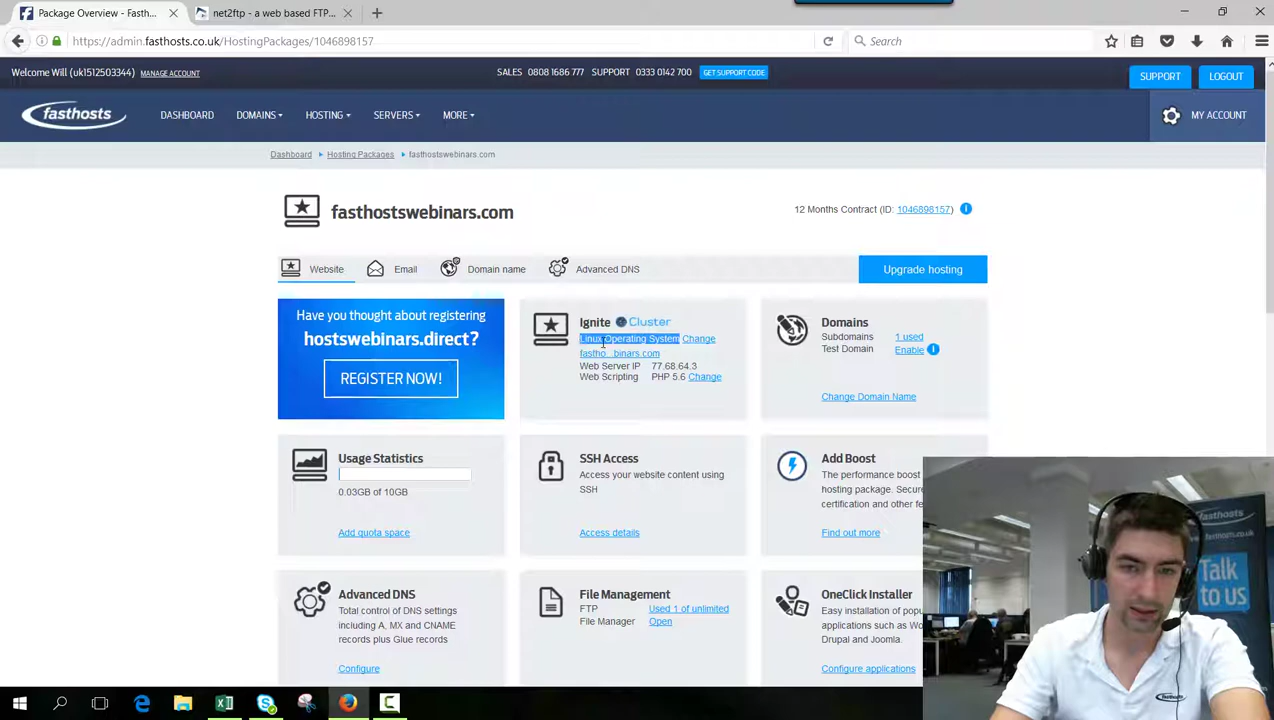 Package Overview - Fasth...
net2ftp - a web based FTP...
https://admin.fasthosts.co.uk/HostingPackages/1046898157
Search
Welcome Will (uk1512503344) MANAGE ACCOUNT
SALES 0808 1686 777 SUPPORT 0333 0142 700 GET SUPPORT CODE
SUPPORT
LOGOUT
fasthosts
DASHBOARD
DOMAINS
HOSTING
SERVERS
MORE
MY ACCOUNT
Dashboard
Hosting Packages
fasthostswebinars.com
fasthostswebinars.com
12 Months Contract (ID: 1046898157)
Website
Email
Domain name
Advanced DNS
Upgrade hosting
Have you thought about registering
hostswebinars.direct?
REGISTER NOW!
Ignite Cluster
Linux Operating System Change
fastho...binars.com
Web Server IP 77.68.64.3
Web Scripting PHP 5.6 Change
Domains
Subdomains 1 used
Test Domain Enable
Change Domain Name
Usage Statistics
0.03GB of 10GB
Add quota space
SSH Access
Access your website content using
SSH
Access details
Add Boost
The performance boost
hosting package. Secure
certification and other fe
Find out more
Advanced DNS
Total control of DNS settings
including A, MX and CNAME
records plus Glue records
Configure
File Management
FTP Used 1 of unlimited
File Manager Open
OneClick Installer
Easy installation of popu
applications such as Wo
Drupal and Joomla.
Configure applications
Talk
to us
fasthosts